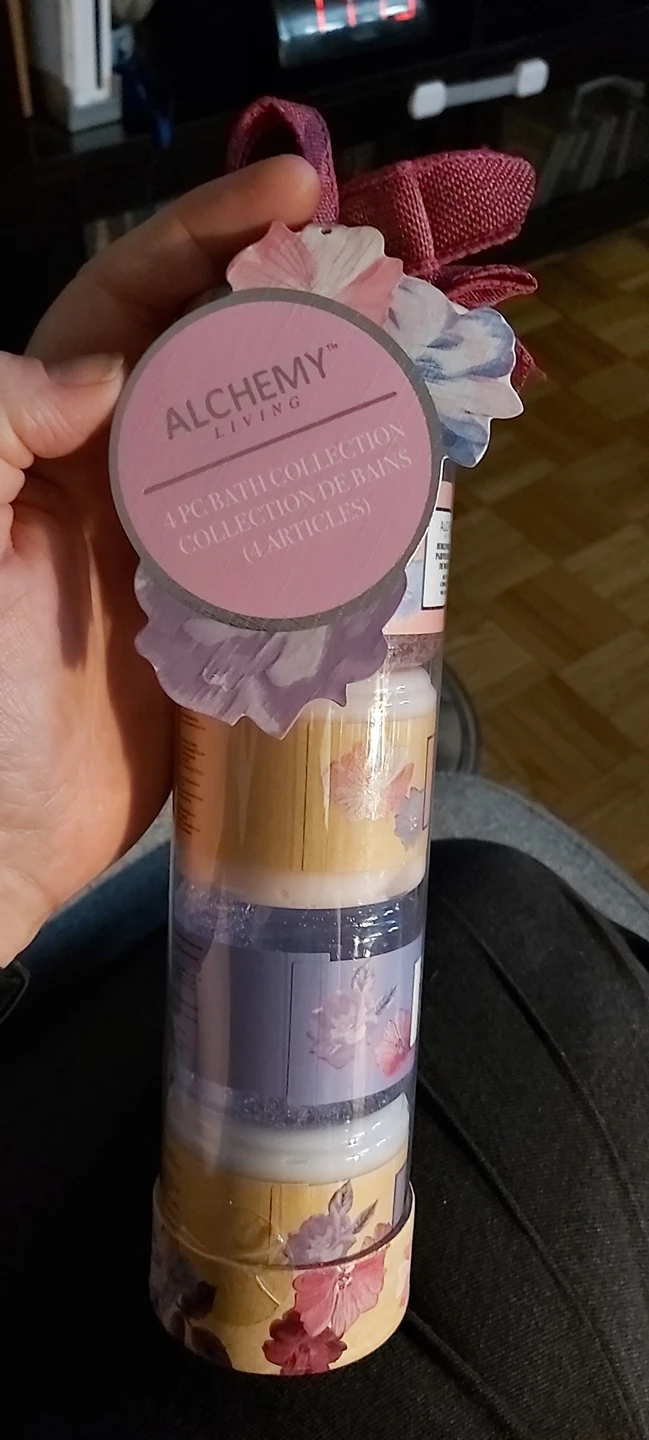 ALCHEMY™
LIVING
4 PC BATH COLLECTION
COLLECTION DE BAINS
(4 ARTICLES)